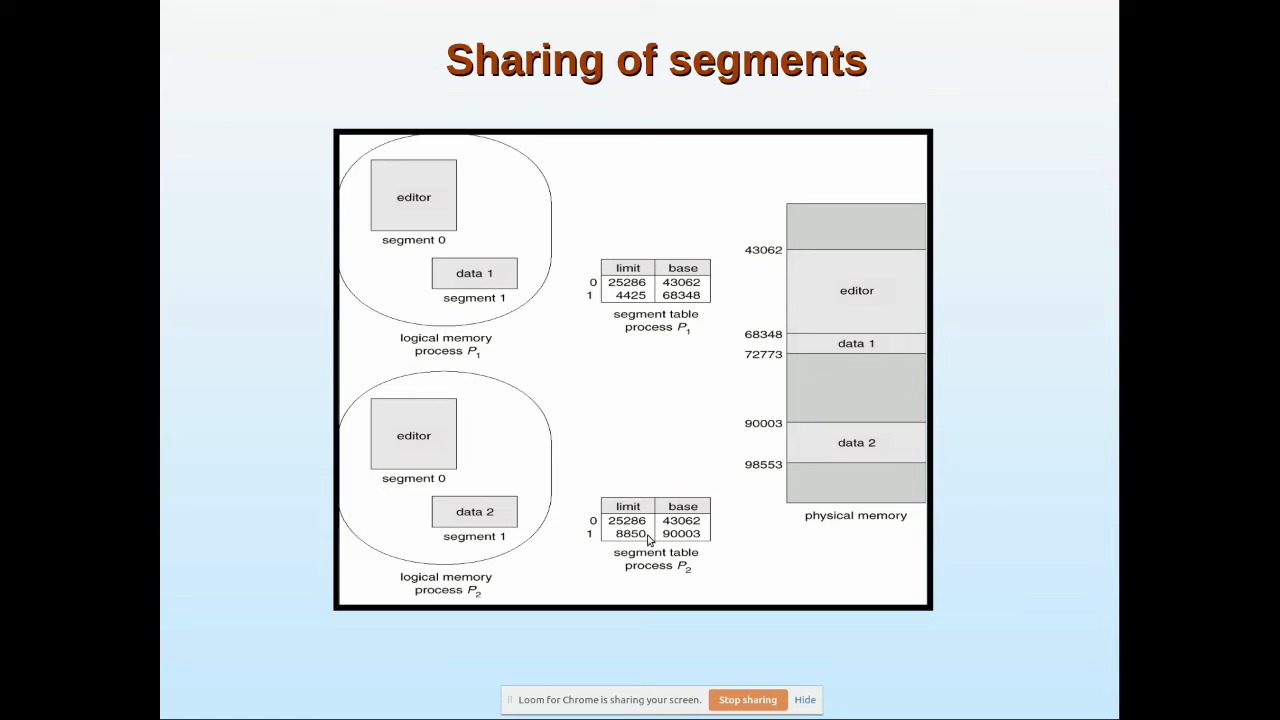 Sharing of segments
editor
segment 0
data 1
segment 1
logical memory
process P1
limit base
0 25286 43062
1 4425 68348
segment table
process P1
editor
segment 0
data 2
segment 1
logical memory
process P2
limit base
0 25286 43062
1 8850 90003
segment table
process P2
43062
editor
68348
data 1
72773
90003
data 2
98553
physical memory
Loom for Chrome is sharing your screen. Stop sharing Hide